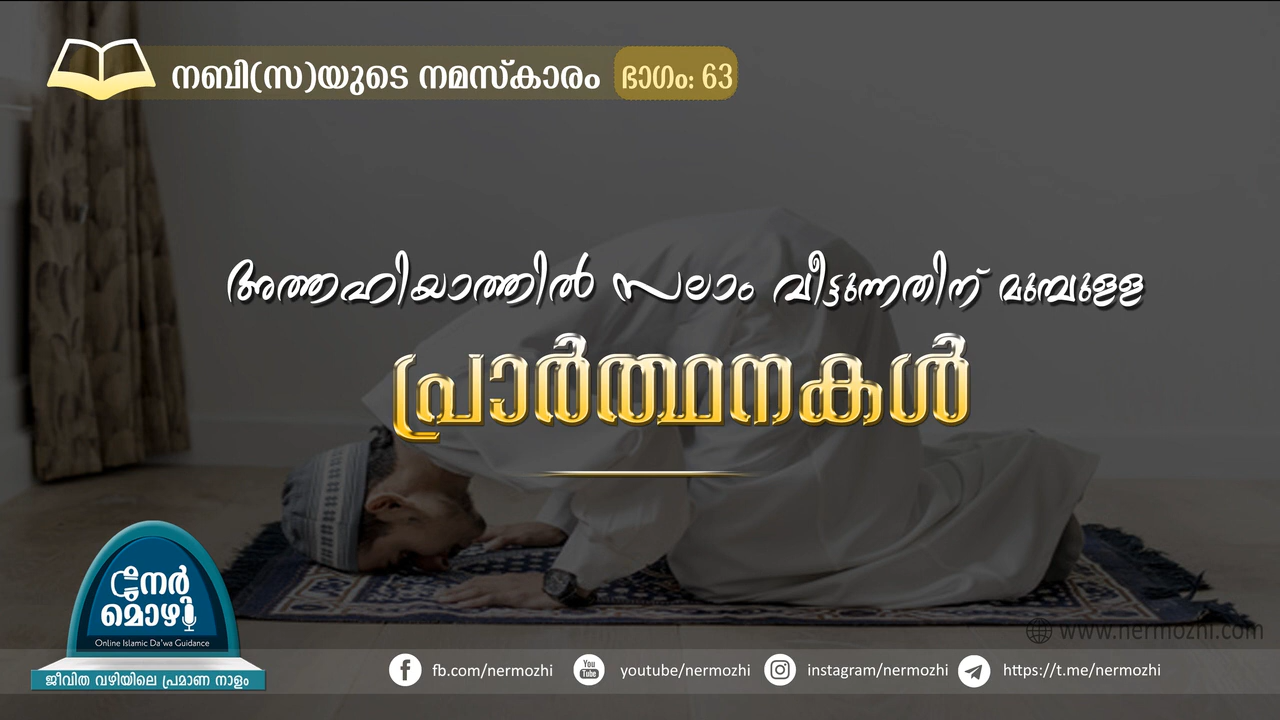 നബി(സ)യുടെ നമസ്കാരം ഭാഗം: 63
അത്തഹിയാത്തിൽ സലാം വീട്ടുന്നതിന് മുമ്പുള്ള
പ്രാർത്ഥനകൾ
നേർ
മൊഴി
Online Islamic Da'wa Guidance
ജീവിത വഴിയിലെ പ്രമാണ നാളം
www.nermozhi.com
fb.com/nermozhi
You
Tube
youtube/nermozhi
instagram/nermozhi
https://t.me/nermozhi